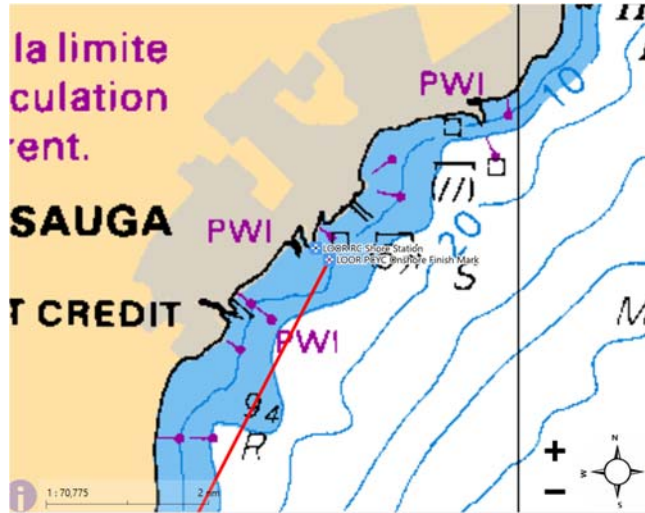 la limite
culation
rent.
PWI
10
SAUGA
PWI
(//)
20
LOOR RC Shore Station
LOOR PCYC Onshore Finish Mark
S
T CREDIT
PWI
M
9₄
R
+
−
N
W
E
S
i
1 : 70,775
2 nm